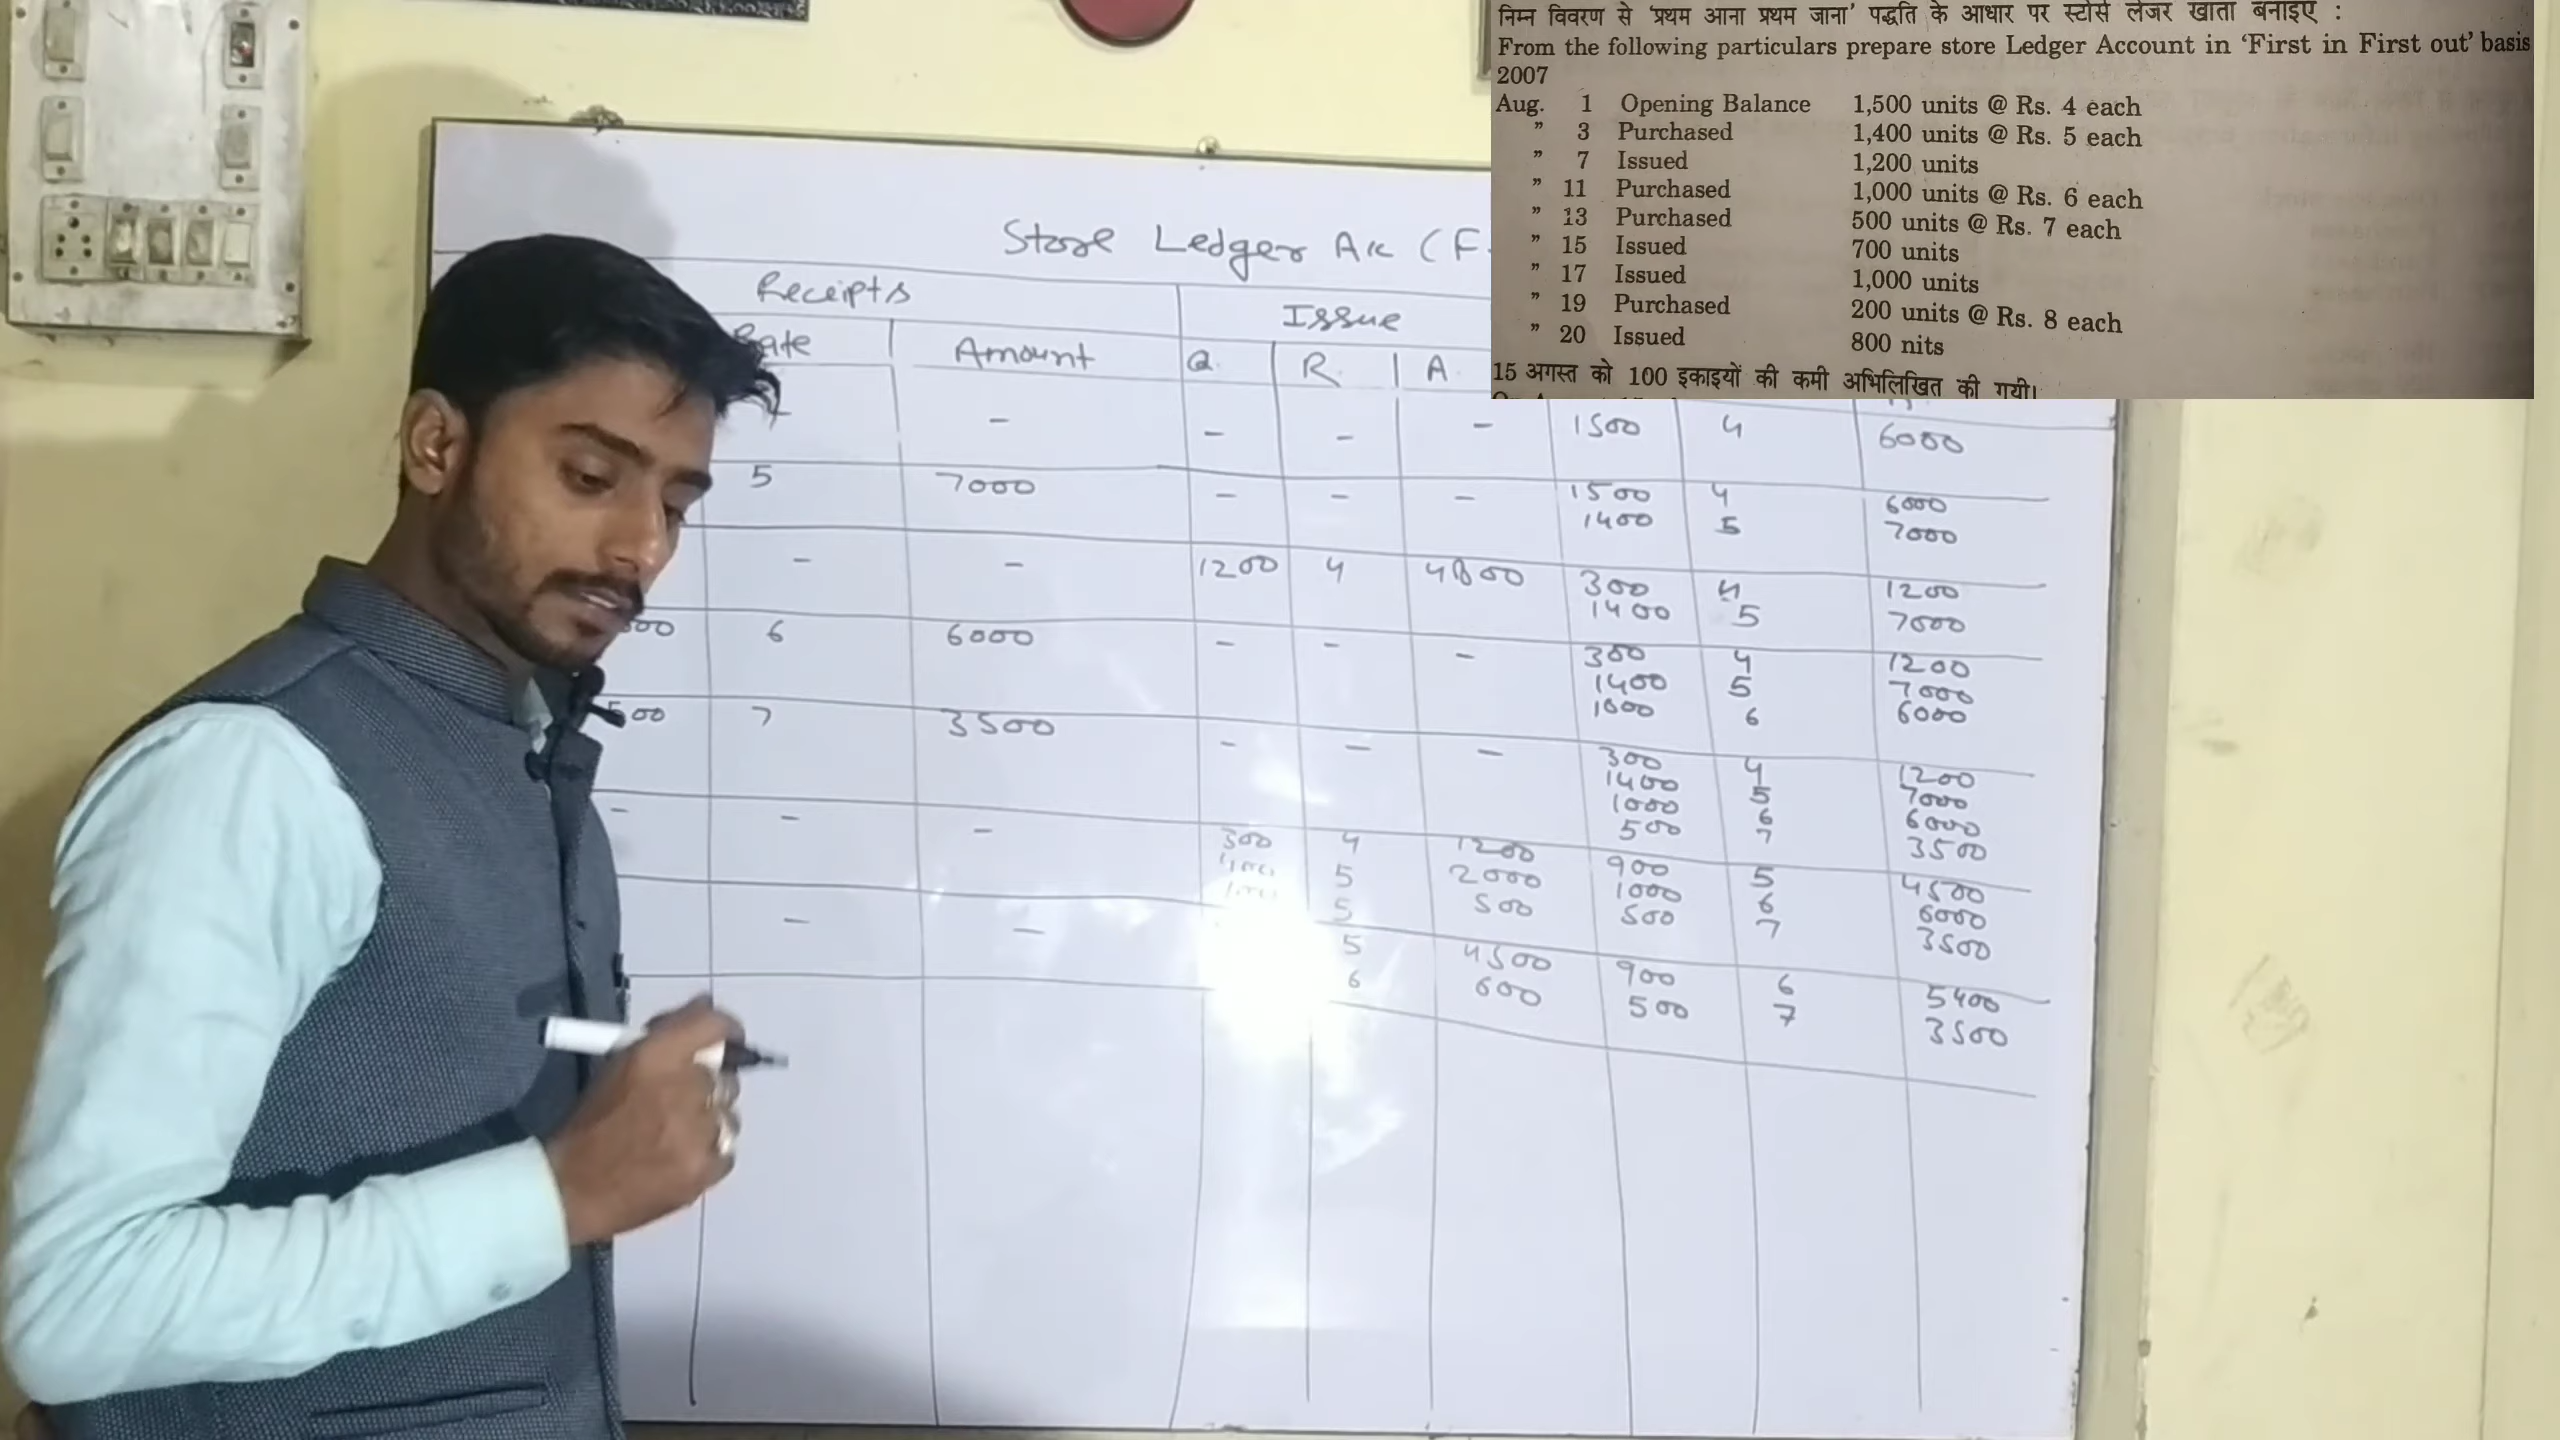 निम्न विवरण से 'प्रथम आना प्रथम जाना' पद्धति के आधार पर स्टोर्स लेजर खाता बनाइए :
From the following particulars prepare store Ledger Account in 'First in First out' basis
2007
Aug. 1 Opening Balance 1,500 units @ Rs. 4 each
" 3 Purchased 1,400 units @ Rs. 5 each
" 7 Issued 1,200 units
" 11 Purchased 1,000 units @ Rs. 6 each
" 13 Purchased 500 units @ Rs. 7 each
" 15 Issued 700 units
" 17 Issued 1,000 units
" 19 Purchased 200 units @ Rs. 8 each
" 20 Issued 800 nits
15 अगस्त को 100 इकाइयों की कमी अभिलिखित की गयी।
Store Ledger A/c (F.
Receipts Issue
Rate Amount Q. R. A.
- - - - 1500 4 6000
5 7000 - - - 1500 4 6000
1400 5 7000
- - 1200 4 4800 300 4 1200
1400 5 7000
6 6000 - - - 300 4 1200
1400 5 7000
1000 6 6000
500 7 3500 - - - 300 4 1200
1400 5 7000
1000 6 6000
500 7 3500
- - - 300 4 1200 900 5 4500
400 5 2000 1000 6 6000
100 5 500 500 7 3500
- - 5 4500 900 6 5400
6 600 500 7 3500